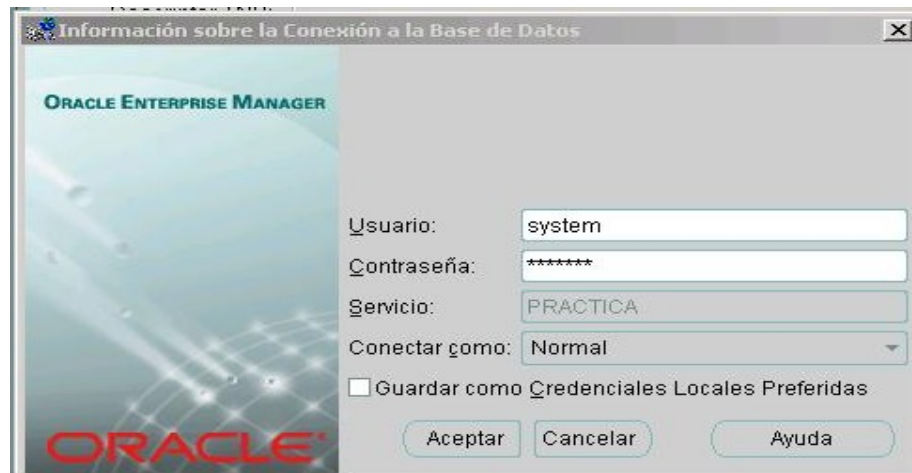 Información sobre la Conexión a la Base de Datos
ORACLE ENTERPRISE MANAGER
Usuario: system
Contraseña: *******
Servicio: PRACTICA
Conectar como: Normal
Guardar como Credenciales Locales Preferidas
Aceptar Cancelar Ayuda
ORACLE